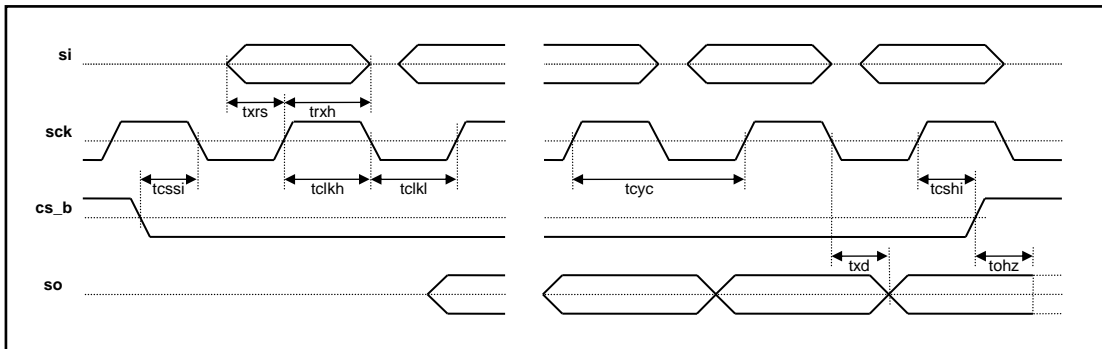 si
txrs trxh
sck
tcssi tclkh tclkl tcyc tcshi
cs_b
txd tohz
so